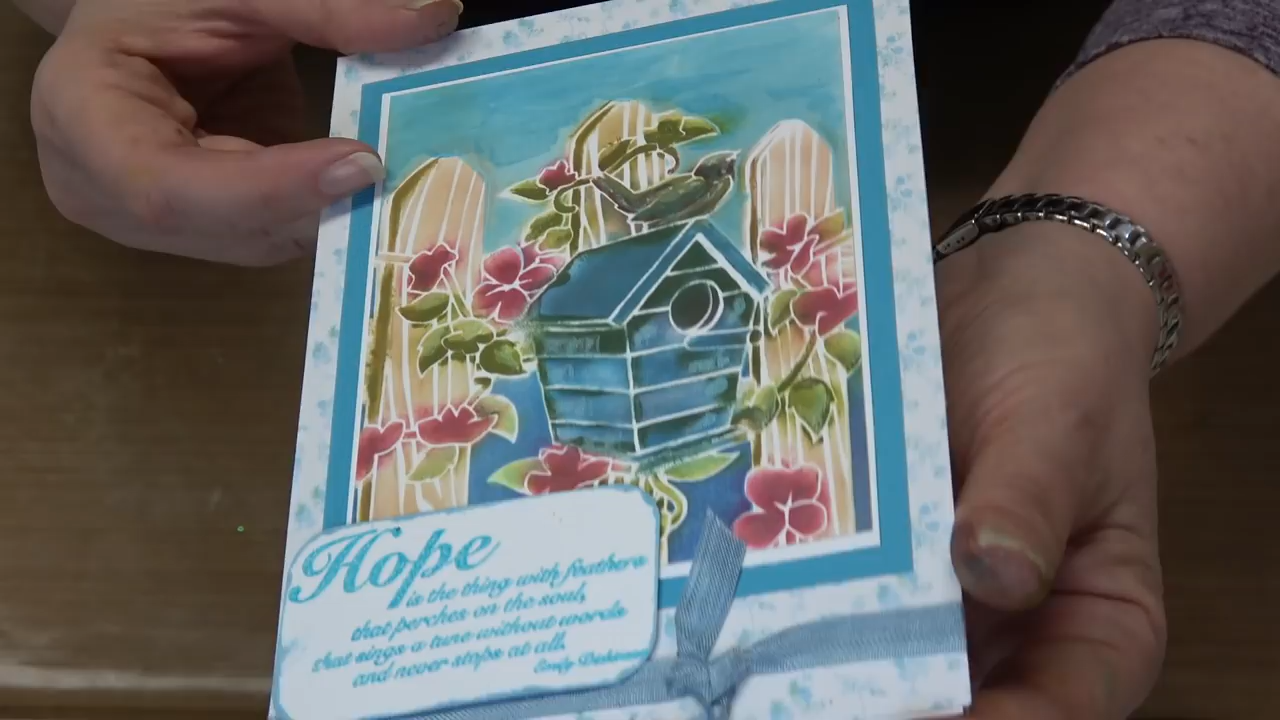 Hope
is the thing with feathers
that perches on the soul,
that sings a tune without words
and never stops at all.
Emily Dickinson